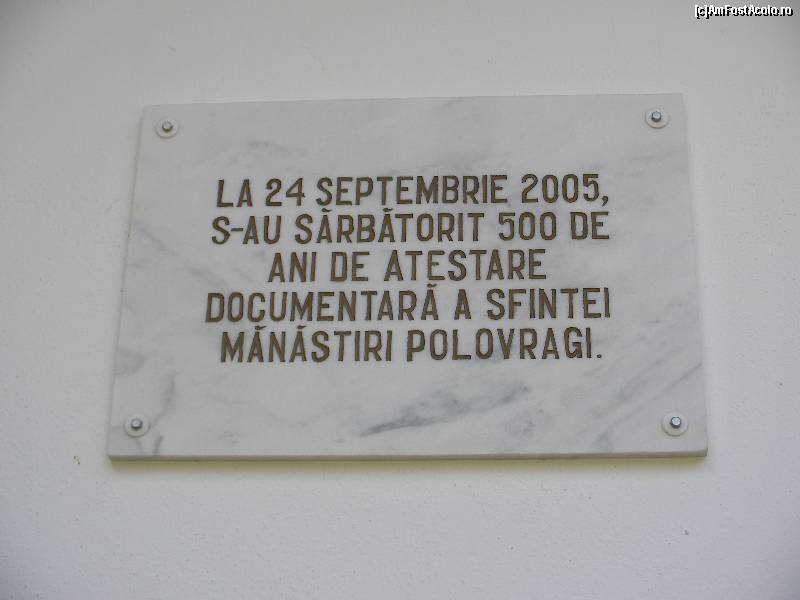 [c]AmFostAcolo.ro
LA 24 SEPTEMBRIE 2005,
S-AU SĂRBĂTORIT 500 DE
ANI DE ATESTARE
DOCUMENTARĂ A SFINTEI
MĂNĂSTIRI POLOVRAGI.